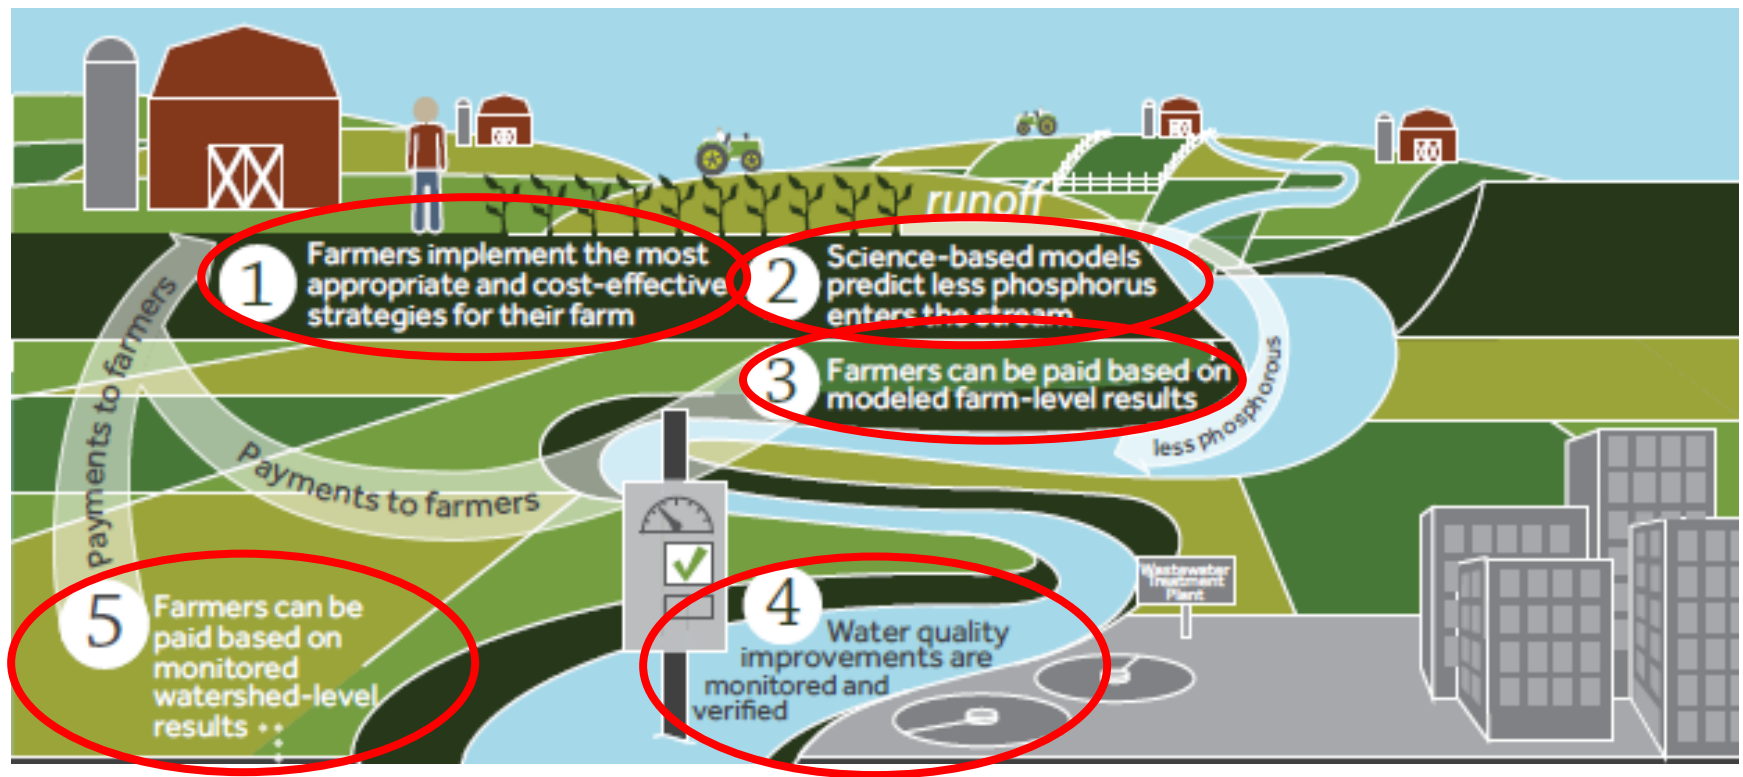 runoff
1
Farmers implement the most
appropriate and cost-effective
strategies for their farm
2
Science-based models
predict less phosphorus
enters the stream
3
Farmers can be paid based on
modeled farm-level results
less phosphorous
Payments to farmers
Payments to farmers
Wastewater
Treatment
Plant
4
Water quality
improvements are
monitored and
verified
5
Farmers can be
paid based on
monitored
watershed-level
results